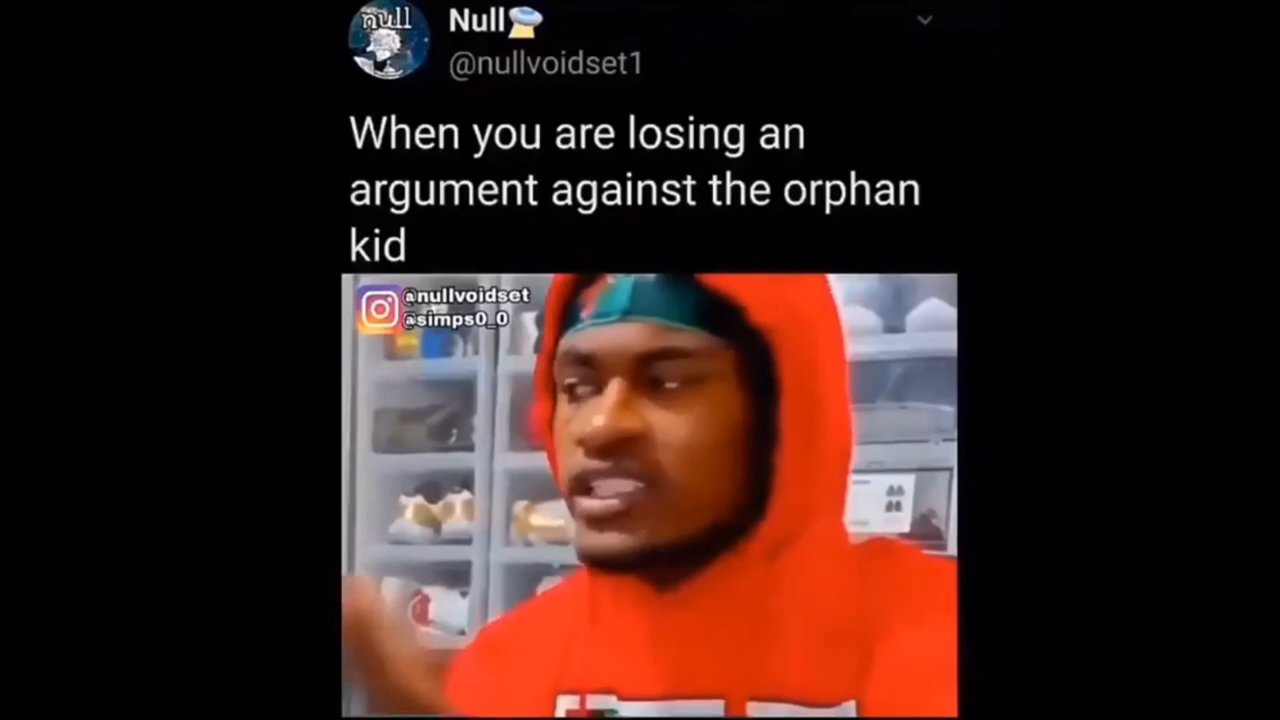 null
Null🛸
@nullvoidset1
When you are losing an
argument against the orphan
kid
@nullvoidset
@simps0_0